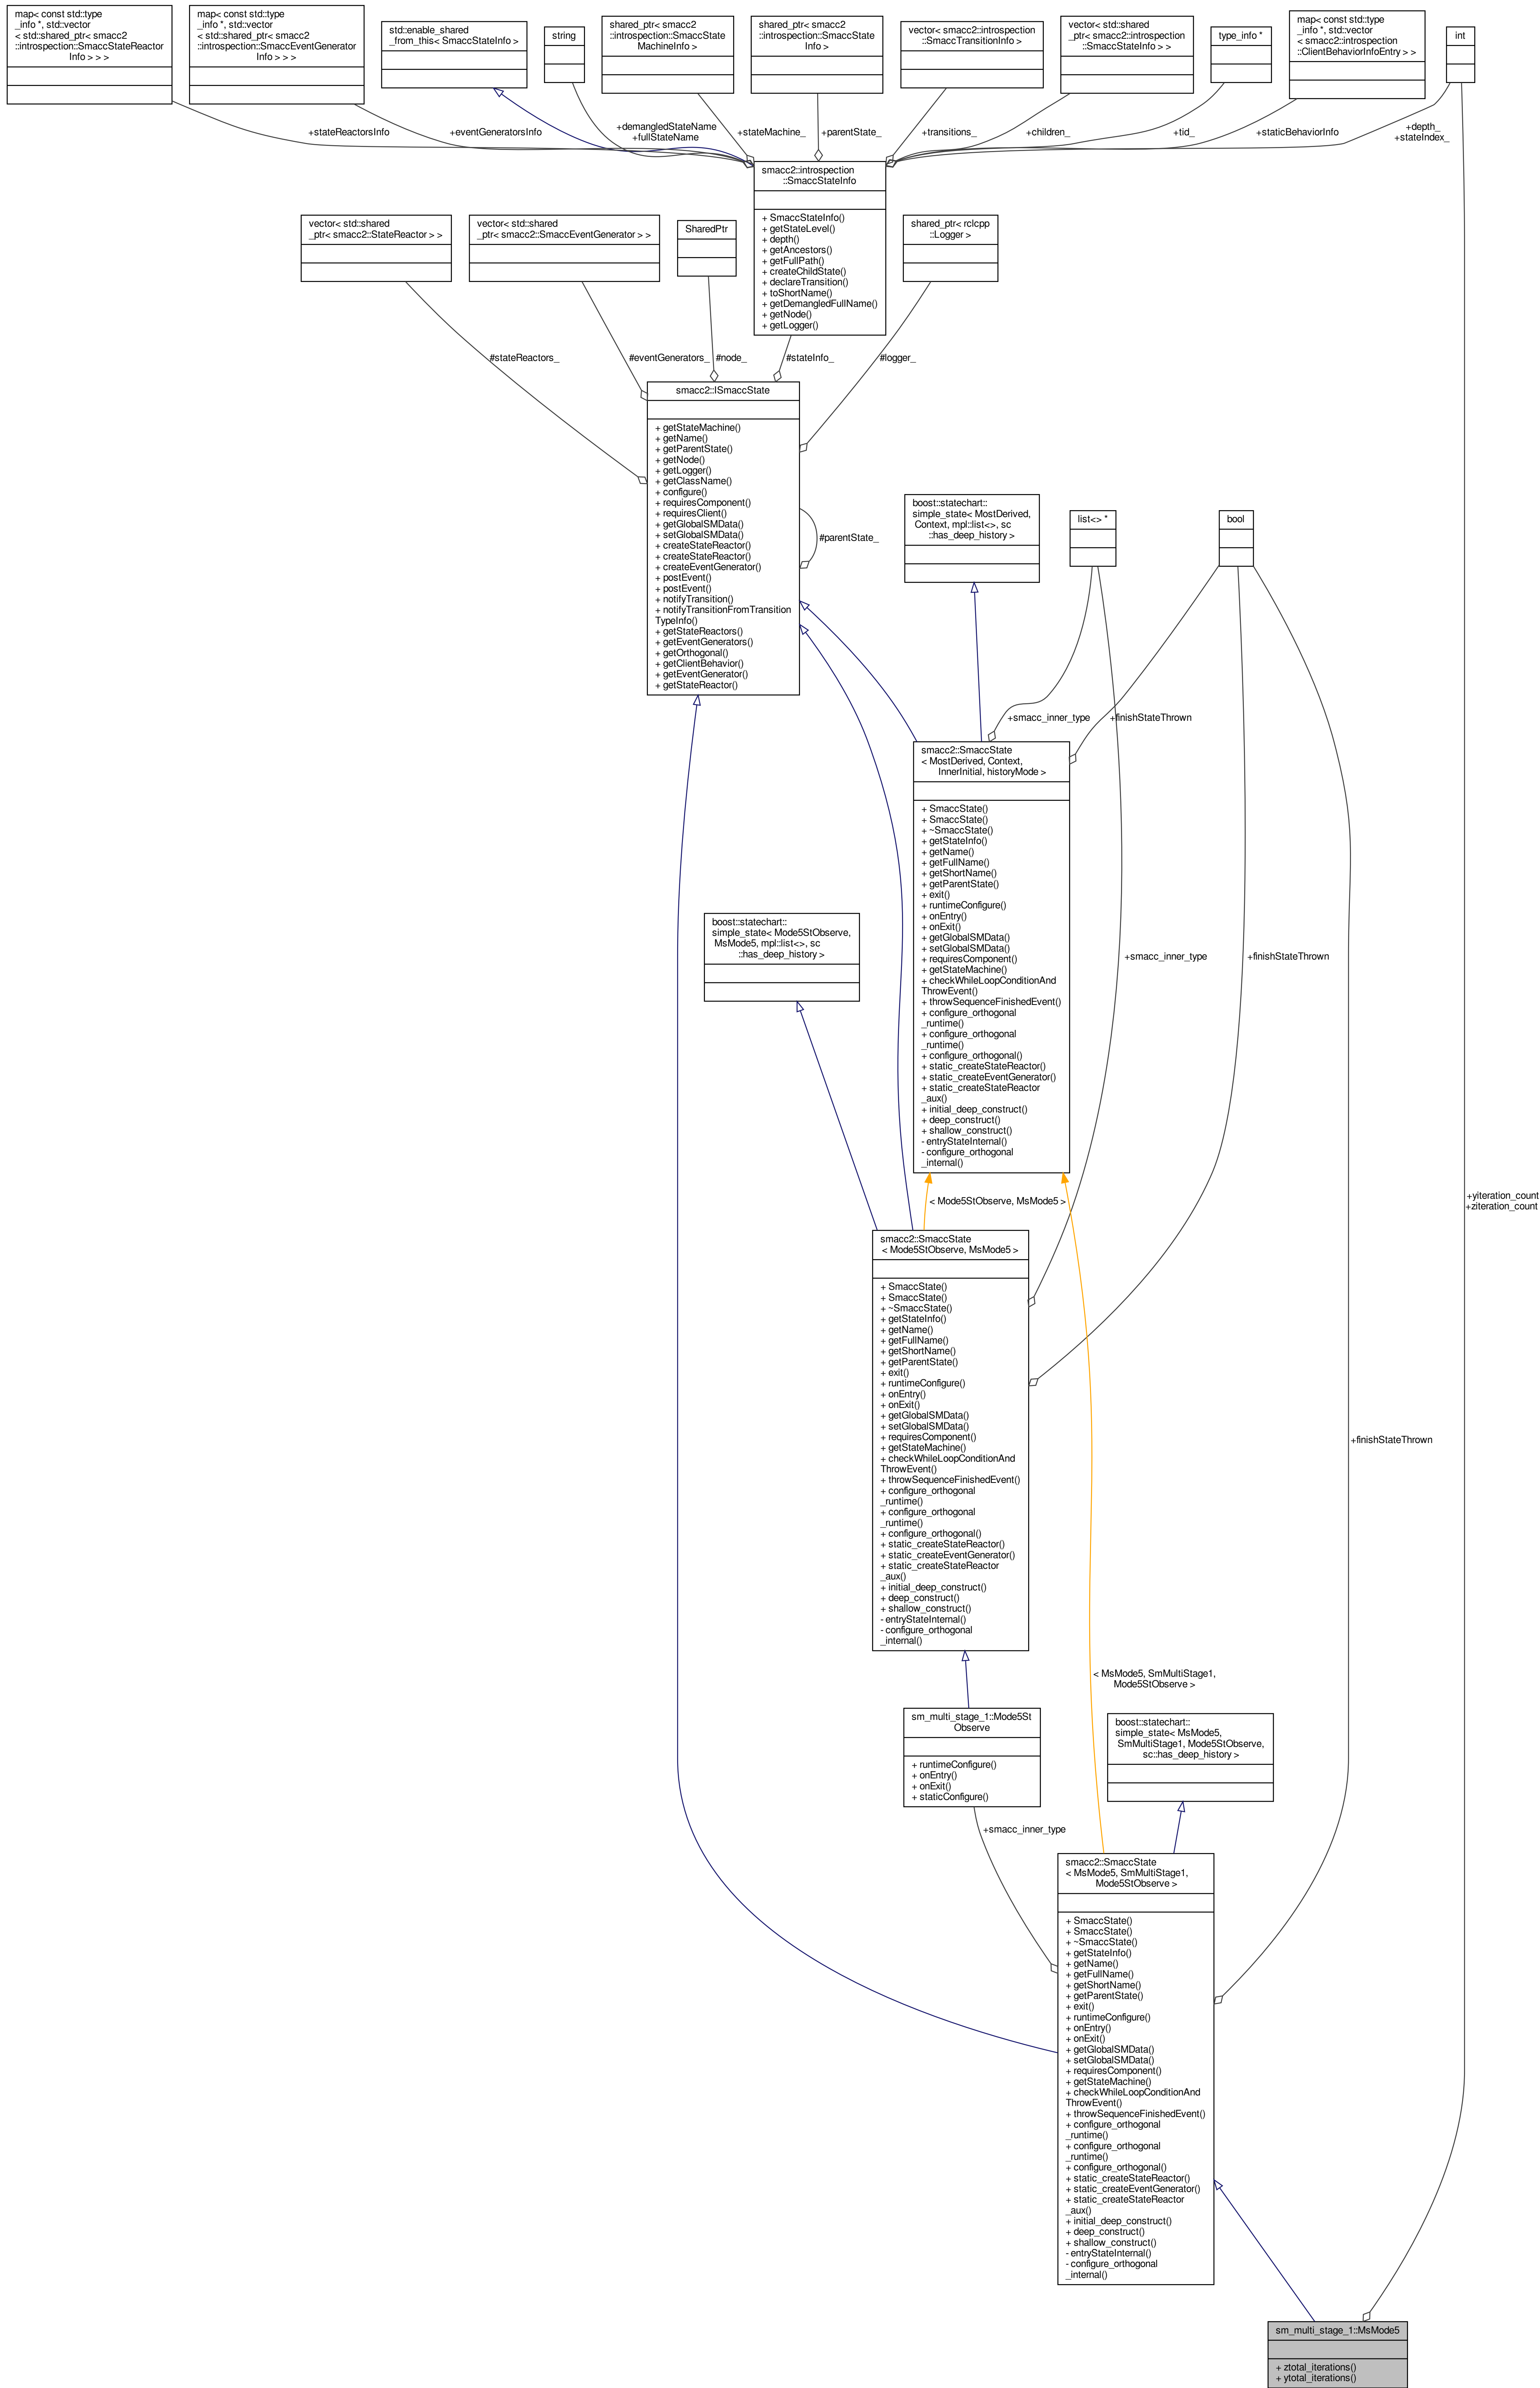 map< const std::type
_info *, std::vector
< std::shared_ptr< smacc2
::introspection::SmaccStateReactor
Info > > >
map< const std::type
_info *, std::vector
< std::shared_ptr< smacc2
::introspection::SmaccEventGenerator
Info > > >
std::enable_shared
_from_this< SmaccStateInfo >
string
shared_ptr< smacc2
::introspection::SmaccState
MachineInfo >
shared_ptr< smacc2
::introspection::SmaccState
Info >
vector< smacc2::introspection
::SmaccTransitionInfo >
vector< std::shared
_ptr< smacc2::introspection
::SmaccStateInfo > >
type_info *
map< const std::type
_info *, std::vector
< smacc2::introspection
::ClientBehaviorInfoEntry > >
int
+stateReactorsInfo
+eventGeneratorsInfo
+demangledStateName
+fullStateName
+stateMachine_
+parentState_
+transitions_
+children_
+tid_
+staticBehaviorInfo
+depth_
+stateIndex_
smacc2::introspection
::SmaccStateInfo
+ SmaccStateInfo()
+ getStateLevel()
+ depth()
+ getAncestors()
+ getFullPath()
+ createChildState()
+ declareTransition()
+ toShortName()
+ getDemangledFullName()
+ getNode()
+ getLogger()
vector< std::shared
_ptr< smacc2::StateReactor > >
vector< std::shared
_ptr< smacc2::SmaccEventGenerator > >
SharedPtr
shared_ptr< rclcpp
::Logger >
#stateReactors_
#eventGenerators_
#node_
#stateInfo_
#logger_
smacc2::ISmaccState
+ getStateMachine()
+ getName()
+ getParentState()
+ getNode()
+ getLogger()
+ getClassName()
+ configure()
+ requiresComponent()
+ requiresClient()
+ getGlobalSMData()
+ setGlobalSMData()
+ createStateReactor()
+ createStateReactor()
+ createEventGenerator()
+ postEvent()
+ postEvent()
+ notifyTransition()
+ notifyTransitionFromTransition
TypeInfo()
+ getStateReactors()
+ getEventGenerators()
+ getOrthogonal()
+ getClientBehavior()
+ getEventGenerator()
+ getStateReactor()
#parentState_
boost::statechart::
simple_state< MostDerived,
Context, mpl::list<>, sc
::has_deep_history >
list<> *
bool
+smacc_inner_type
+finishStateThrown
smacc2::SmaccState
< MostDerived, Context,
InnerInitial, historyMode >
+ SmaccState()
+ SmaccState()
+ ~SmaccState()
+ getStateInfo()
+ getName()
+ getFullName()
+ getShortName()
+ getParentState()
+ exit()
+ runtimeConfigure()
+ onEntry()
+ onExit()
+ getGlobalSMData()
+ setGlobalSMData()
+ requiresComponent()
+ getStateMachine()
+ checkWhileLoopConditionAnd
ThrowEvent()
+ throwSequenceFinishedEvent()
+ configure_orthogonal
_runtime()
+ configure_orthogonal
_runtime()
+ configure_orthogonal()
+ static_createStateReactor()
+ static_createEventGenerator()
+ static_createStateReactor
_aux()
+ initial_deep_construct()
+ deep_construct()
+ shallow_construct()
- entryStateInternal()
- configure_orthogonal
_internal()
boost::statechart::
simple_state< Mode5StObserve,
MsMode5, mpl::list<>, sc
::has_deep_history >
+smacc_inner_type
+finishStateThrown
< Mode5StObserve, MsMode5 >
+yiteration_count
+ziteration_count
smacc2::SmaccState
< Mode5StObserve, MsMode5 >
+ SmaccState()
+ SmaccState()
+ ~SmaccState()
+ getStateInfo()
+ getName()
+ getFullName()
+ getShortName()
+ getParentState()
+ exit()
+ runtimeConfigure()
+ onEntry()
+ onExit()
+ getGlobalSMData()
+ setGlobalSMData()
+ requiresComponent()
+ getStateMachine()
+ checkWhileLoopConditionAnd
ThrowEvent()
+ throwSequenceFinishedEvent()
+ configure_orthogonal
_runtime()
+ configure_orthogonal
_runtime()
+ configure_orthogonal()
+ static_createStateReactor()
+ static_createEventGenerator()
+ static_createStateReactor
_aux()
+ initial_deep_construct()
+ deep_construct()
+ shallow_construct()
- entryStateInternal()
- configure_orthogonal
_internal()
+finishStateThrown
< MsMode5, SmMultiStage1,
Mode5StObserve >
sm_multi_stage_1::Mode5St
Observe
+ runtimeConfigure()
+ onEntry()
+ onExit()
+ staticConfigure()
boost::statechart::
simple_state< MsMode5,
SmMultiStage1, Mode5StObserve,
sc::has_deep_history >
+smacc_inner_type
smacc2::SmaccState
< MsMode5, SmMultiStage1,
Mode5StObserve >
+ SmaccState()
+ SmaccState()
+ ~SmaccState()
+ getStateInfo()
+ getName()
+ getFullName()
+ getShortName()
+ getParentState()
+ exit()
+ runtimeConfigure()
+ onEntry()
+ onExit()
+ getGlobalSMData()
+ setGlobalSMData()
+ requiresComponent()
+ getStateMachine()
+ checkWhileLoopConditionAnd
ThrowEvent()
+ throwSequenceFinishedEvent()
+ configure_orthogonal
_runtime()
+ configure_orthogonal
_runtime()
+ configure_orthogonal()
+ static_createStateReactor()
+ static_createEventGenerator()
+ static_createStateReactor
_aux()
+ initial_deep_construct()
+ deep_construct()
+ shallow_construct()
- entryStateInternal()
- configure_orthogonal
_internal()
sm_multi_stage_1::MsMode5
+ ztotal_iterations()
+ ytotal_iterations()